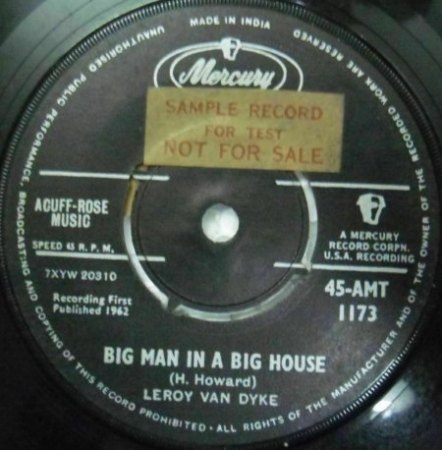 MADE IN INDIA
UNAUTHORISED PUBLIC PERFORMANCE, BROADCASTING AND COPYING OF THIS RECORD PROHIBITED • ALL RIGHTS OF THE MANUFACTURER AND OF THE OWNER OF THE RECORDED WORK ARE RESERVED
Mercury
SAMPLE RECORD
FOR TEST
NOT FOR SALE
ACUFF-ROSE
MUSIC
SPEED 45 R.P.M.
7XYW 20310
Recording First
Published 1962
A MERCURY
RECORD CORPN.
U.S.A. RECORDING
45-AMT
1173
BIG MAN IN A BIG HOUSE
(H. Howard)
LEROY VAN DYKE